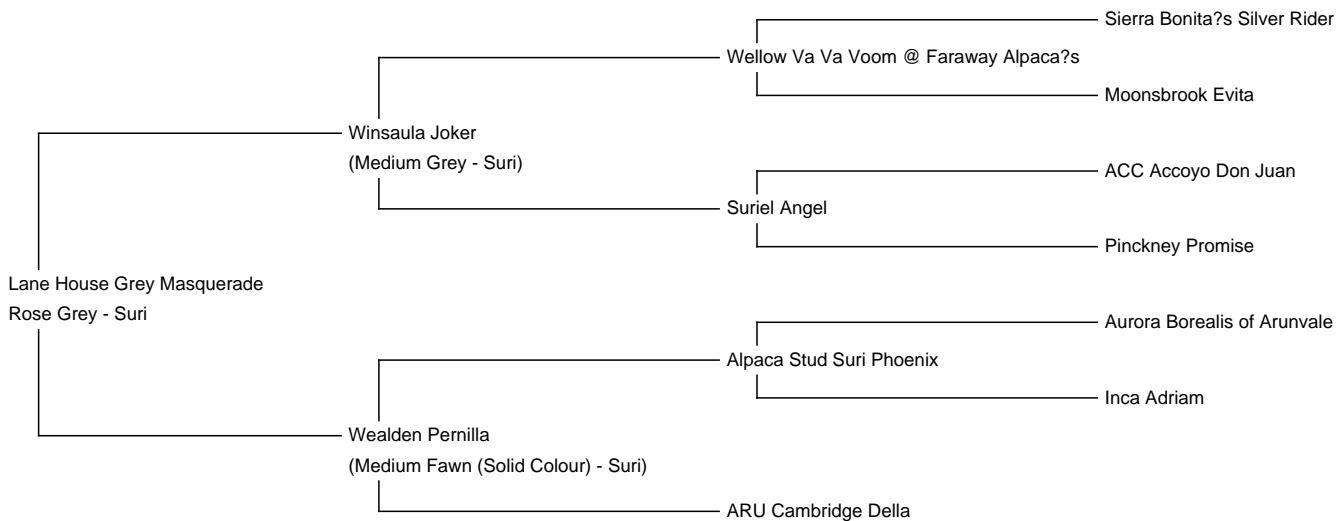 Sierra Bonita?s Silver Rider
Wellow Va Va Voom @ Faraway Alpaca?s
Moonsbrook Evita
Winsaula Joker
(Medium Grey - Suri)
ACC Accoyo Don Juan
Suriel Angel
Pinckney Promise
Lane House Grey Masquerade
Rose Grey - Suri
Aurora Borealis of Arunvale
Alpaca Stud Suri Phoenix
Inca Adriam
Wealden Pernilla
(Medium Fawn (Solid Colour) - Suri)
ARU Cambridge Della